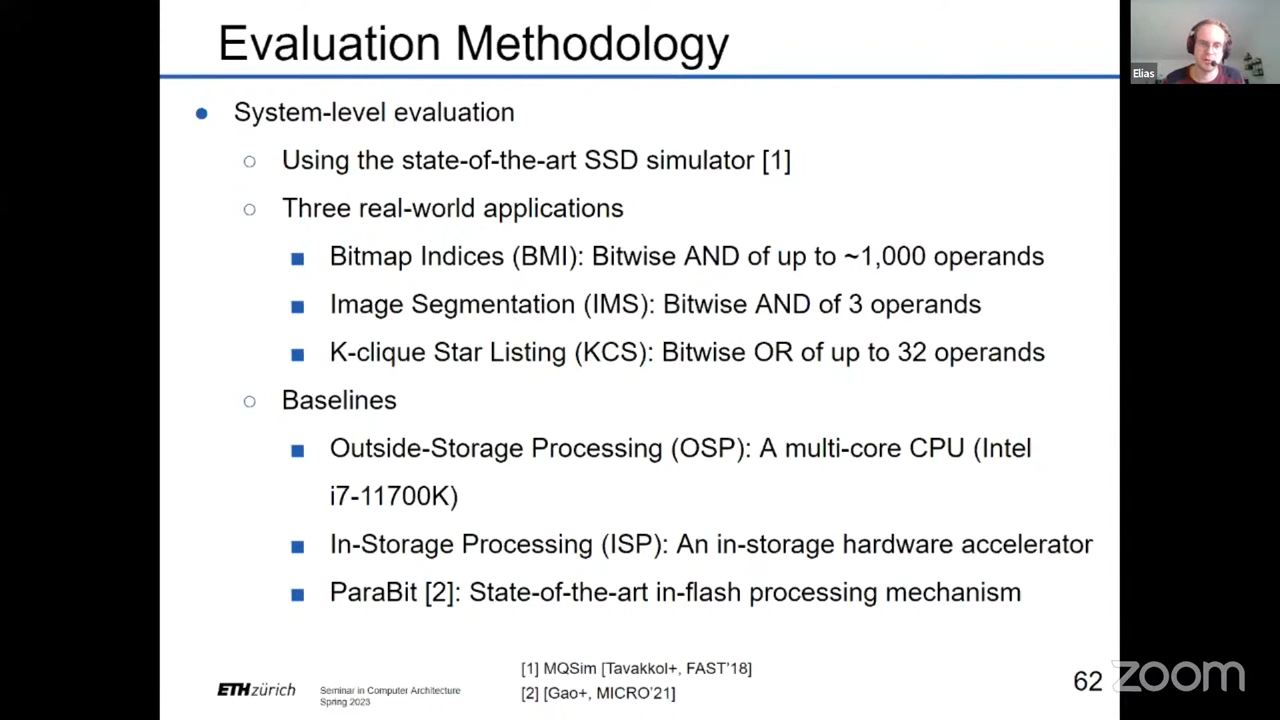 Evaluation Methodology
Elias
System-level evaluation
Using the state-of-the-art SSD simulator [1]
Three real-world applications
Bitmap Indices (BMI): Bitwise AND of up to ~1,000 operands
Image Segmentation (IMS): Bitwise AND of 3 operands
K-clique Star Listing (KCS): Bitwise OR of up to 32 operands
Baselines
Outside-Storage Processing (OSP): A multi-core CPU (Intel
i7-11700K)
In-Storage Processing (ISP): An in-storage hardware accelerator
ParaBit [2]: State-of-the-art in-flash processing mechanism
[1] MQSim [Tavakkol+, FAST'18]
[2] [Gao+, MICRO'21]
ETH zürich
Seminar in Computer Architecture
Spring 2023
62
zoom